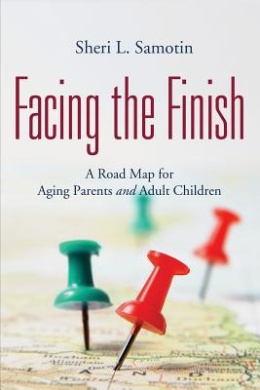 Sheri L. Samotin
Facing the Finish
A Road Map for
Aging Parents and Adult Children